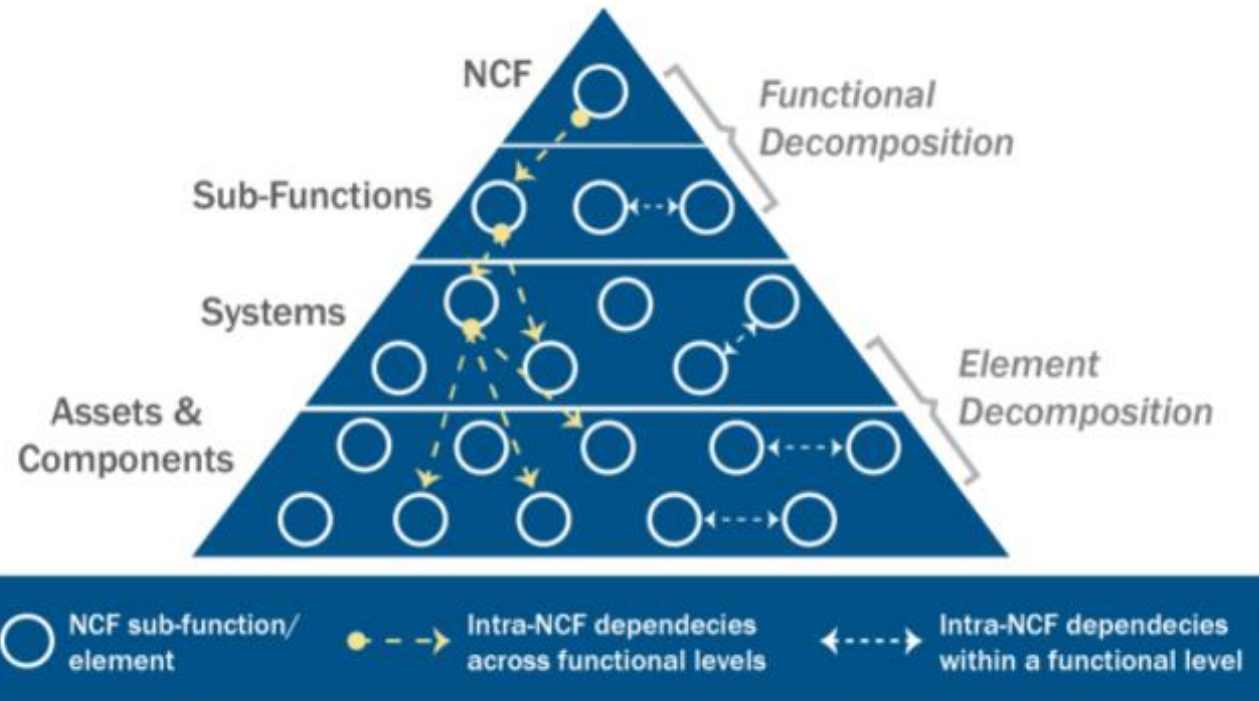 NCF
Functional
Decomposition
Sub-Functions
Systems
Element
Decomposition
Assets &
Components
NCF sub-function/
element
Intra-NCF dependecies
across functional levels
Intra-NCF dependecies
within a functional level